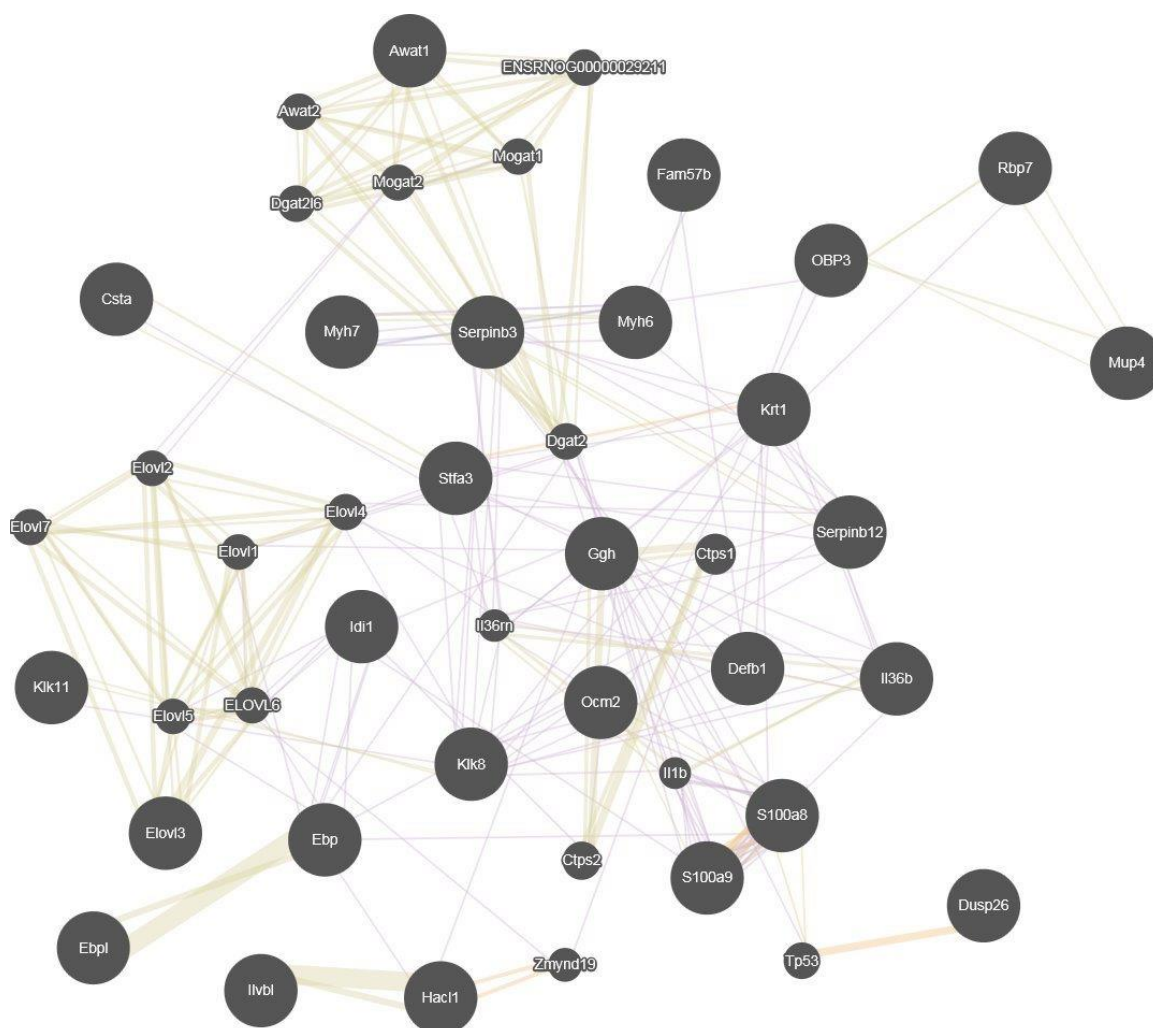 Awat1
ENSRNOG00000029211
Awat2
Mogat1
Mogat2
Dgat2l6
Fam57b
Rbp7
OBP3
Csta
Myh7
Serpinb3
Myh6
Mup4
Krt1
Dgat2
Elovl2
Stfa3
Elovl7
Elovl4
Serpinb12
Elovl1
Ggh
Ctps1
Idi1
Il36rn
Klk11
Defb1
Il36b
Elovl5
ELOVL6
Ocm2
Klk8
Il1b
Elovl3
Ebp
S100a8
Ctps2
S100a9
Dusp26
Ebpl
Zmynd19
Tp53
Ilvbl
Hacl1